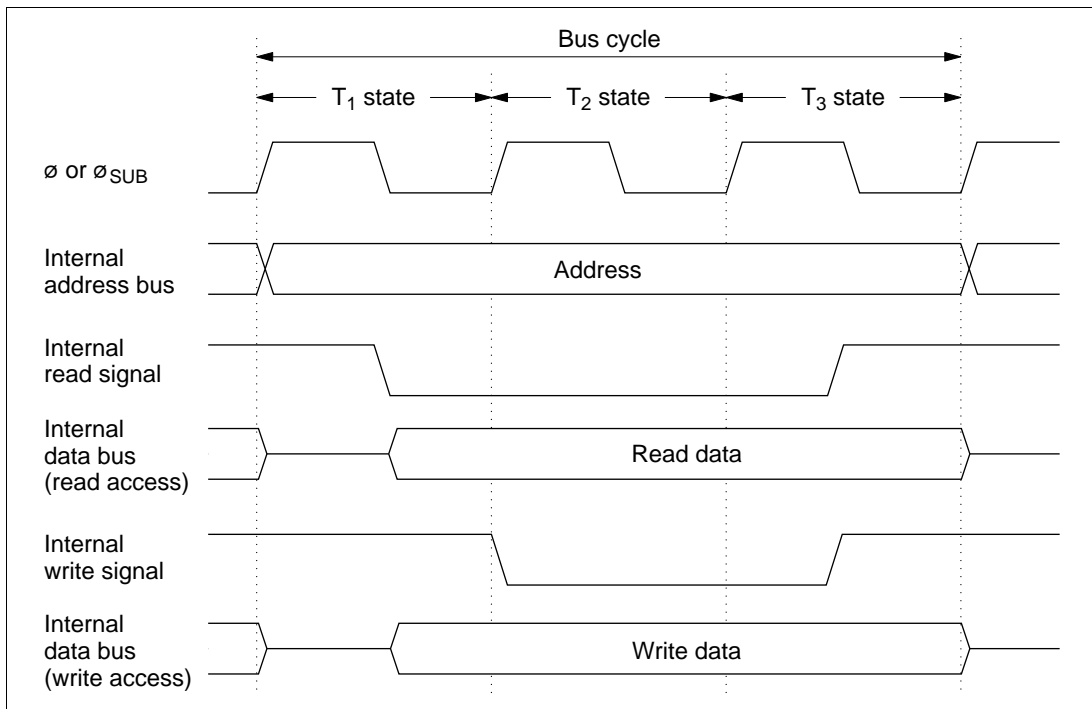 Bus cycle
T₁ state
T₂ state
T₃ state
ø or ø_SUB
Internal
address bus
Address
Internal
read signal
Internal
data bus
(read access)
Read data
Internal
write signal
Internal
data bus
(write access)
Write data